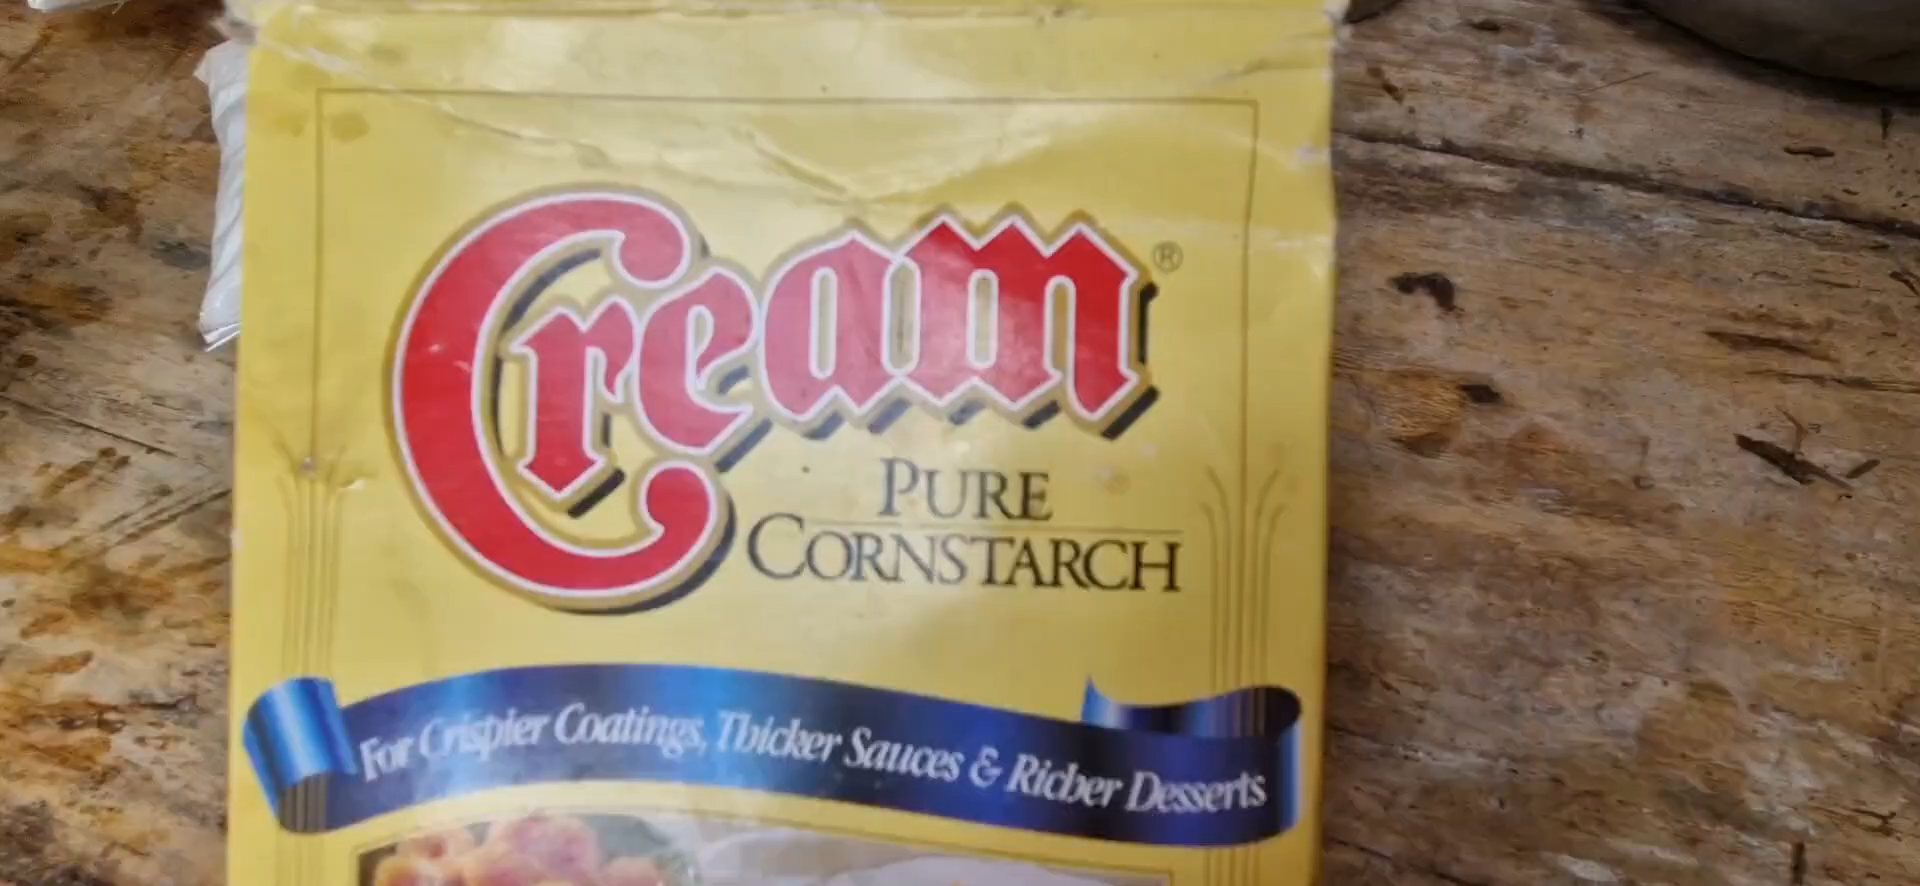 Cream®
PURE
CORNSTARCH
For Crispier Coatings, Thicker Sauces & Richer Desserts